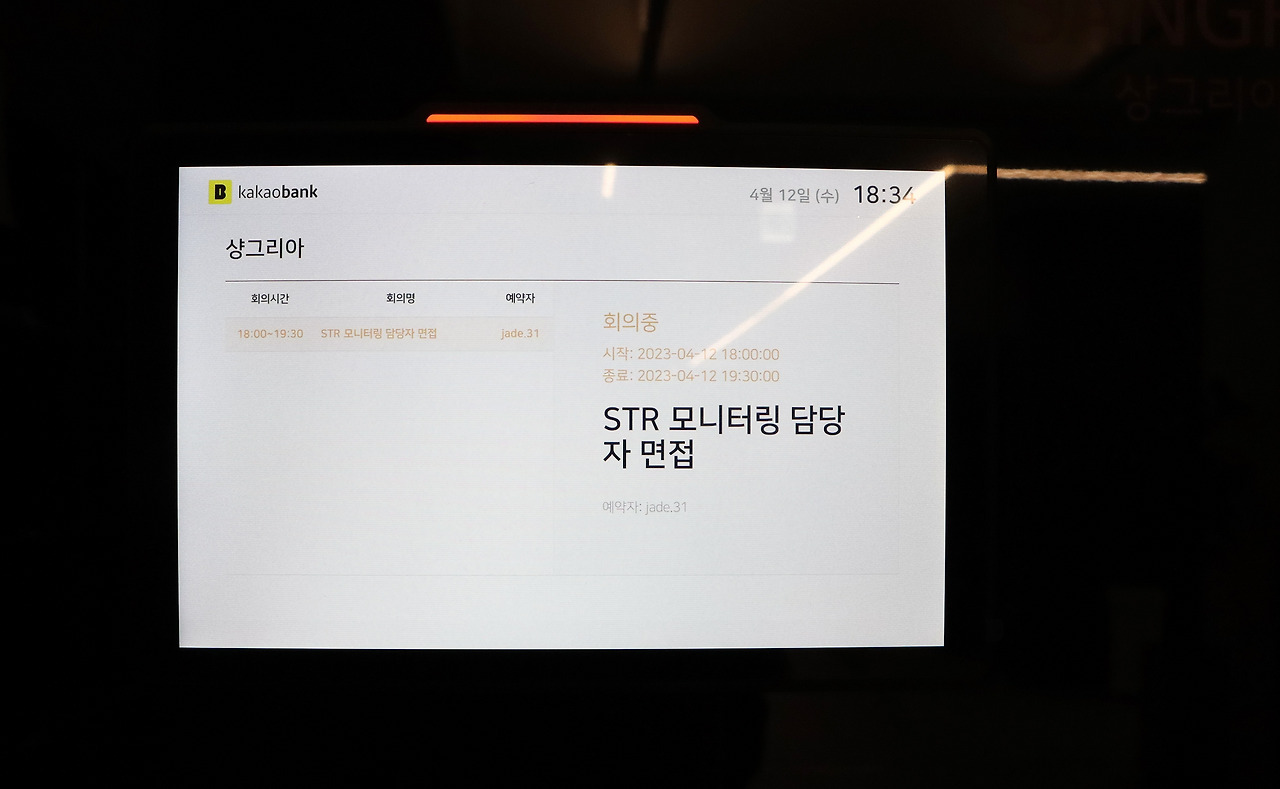 SANG
샹그리아
kakaobank
4월 12일 (수) 18:34
샹그리아
회의시간 회의명 예약자
18:00~19:30 STR 모니터링 담당자 면접 jade.31
회의중
시작: 2023-04-12 18:00:00
종료: 2023-04-12 19:30:00
STR 모니터링 담당
자 면접
예약자: jade.31